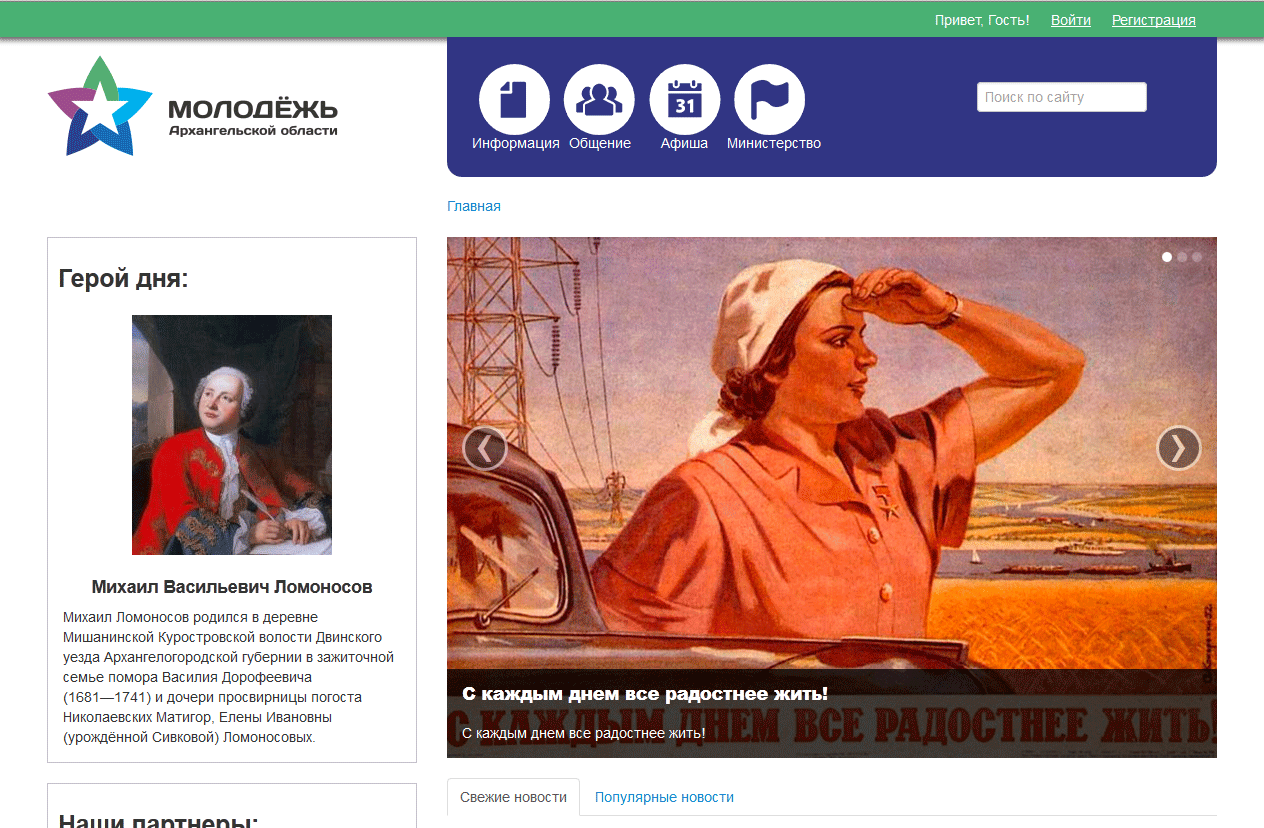 Привет, Гость! Войти Регистрация
МОЛОДЁЖЬ
Архангельской области
31
Информация Общение Афиша Министерство
Поиск по сайту
Главная
Герой дня:
Михаил Васильевич Ломоносов
Михаил Ломоносов родился в деревне
Мишанинской Куростровской волости Двинского
уезда Архангелогородской губернии в зажиточной
семье помора Василия Дорофеевича
(1681—1741) и дочери просвирницы погоста
Николаевских Матигор, Елены Ивановны
(урождённой Сивковой) Ломоносовых.
Наши партнеры:
С каждым днем все радостнее жить!
С КАЖДЫМ ДНЕМ ВСЕ РАДОСТНЕЕ ЖИТЬ!
С каждым днем все радостнее жить!
Свежие новости Популярные новости